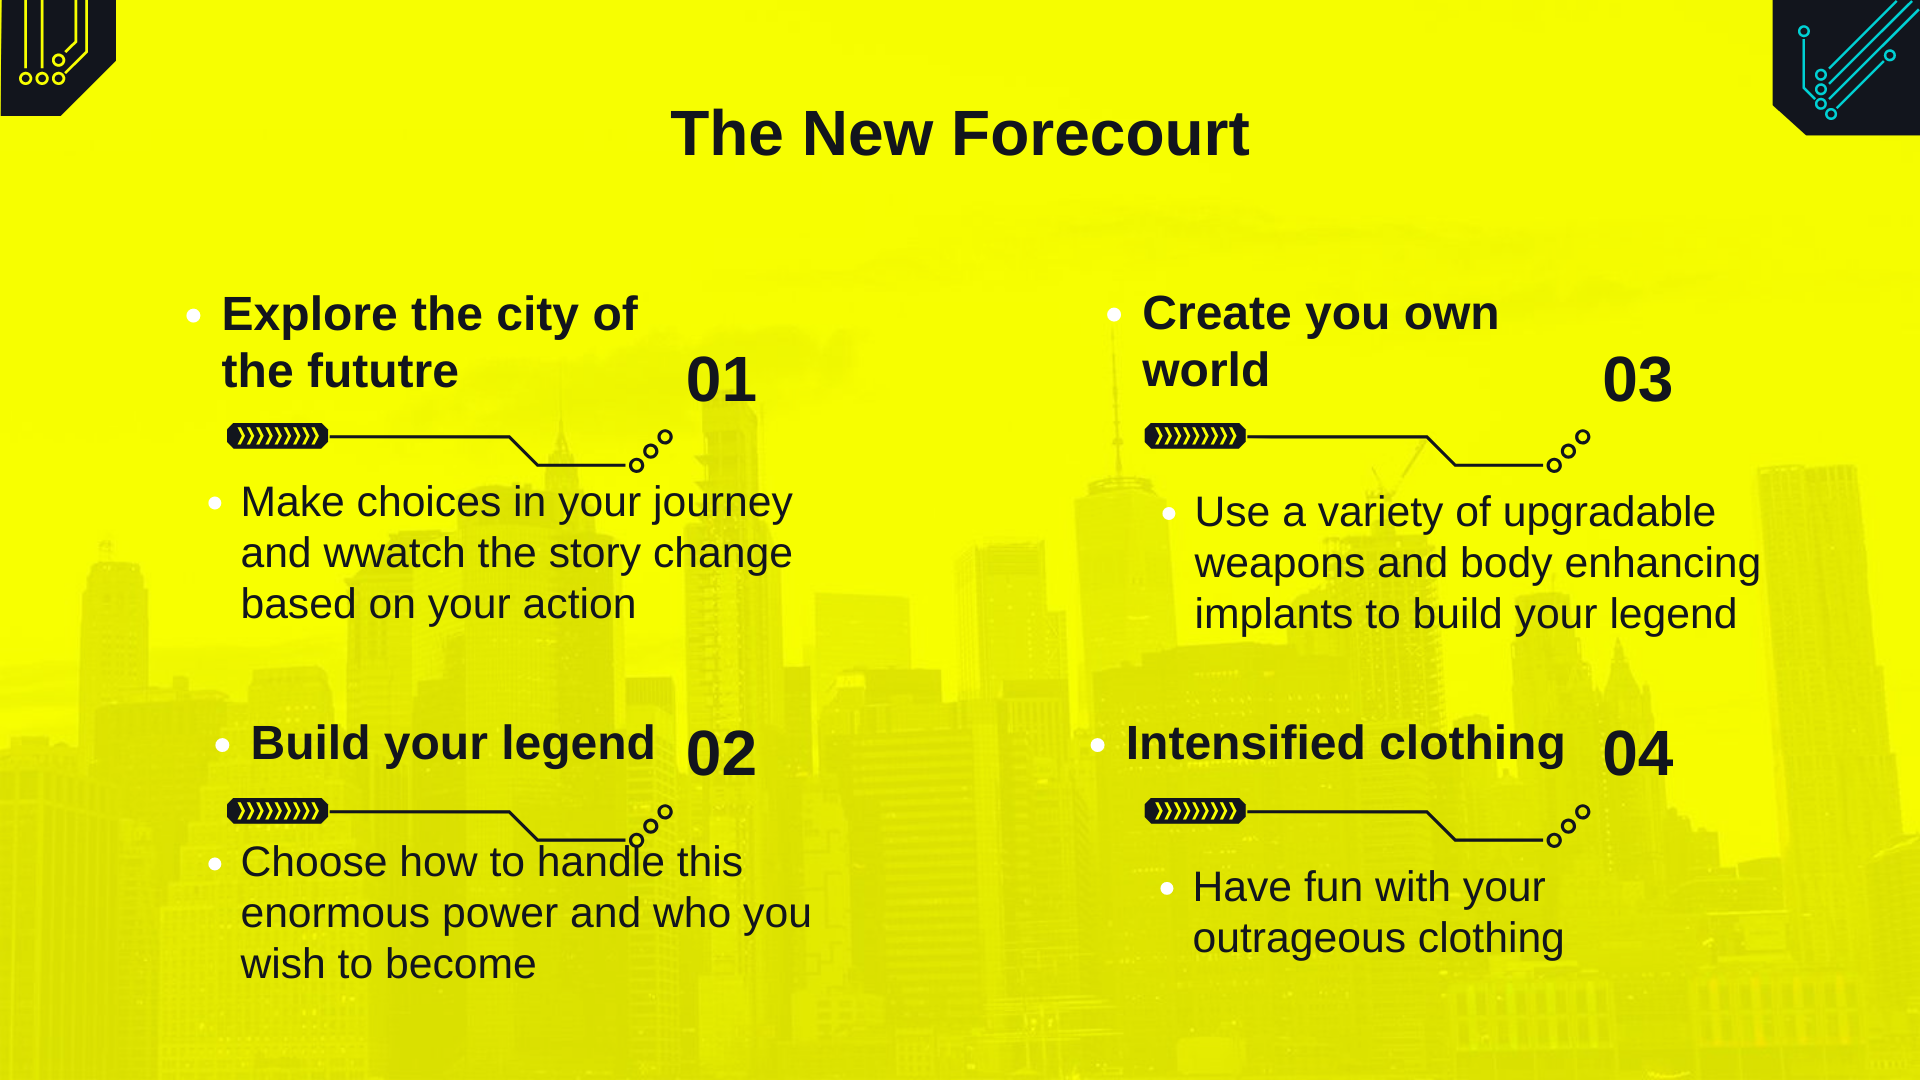 The New Forecourt
• Explore the city of
the fututre
01
• Make choices in your journey
and wwatch the story change
based on your action
• Build your legend
02
• Choose how to handle this
enormous power and who you
wish to become
• Create you own
world
03
• Use a variety of upgradable
weapons and body enhancing
implants to build your legend
• Intensified clothing
04
• Have fun with your
outrageous clothing